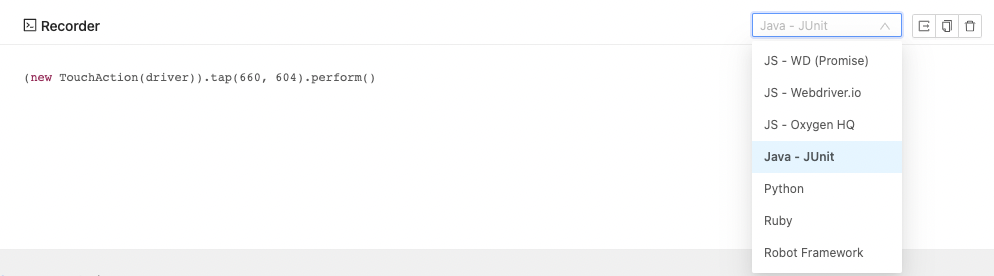 Recorder
Java - JUnit
(new TouchAction(driver)).tap(660, 604).perform()
JS - WD (Promise)
JS - Webdriver.io
JS - Oxygen HQ
Java - JUnit
Python
Ruby
Robot Framework